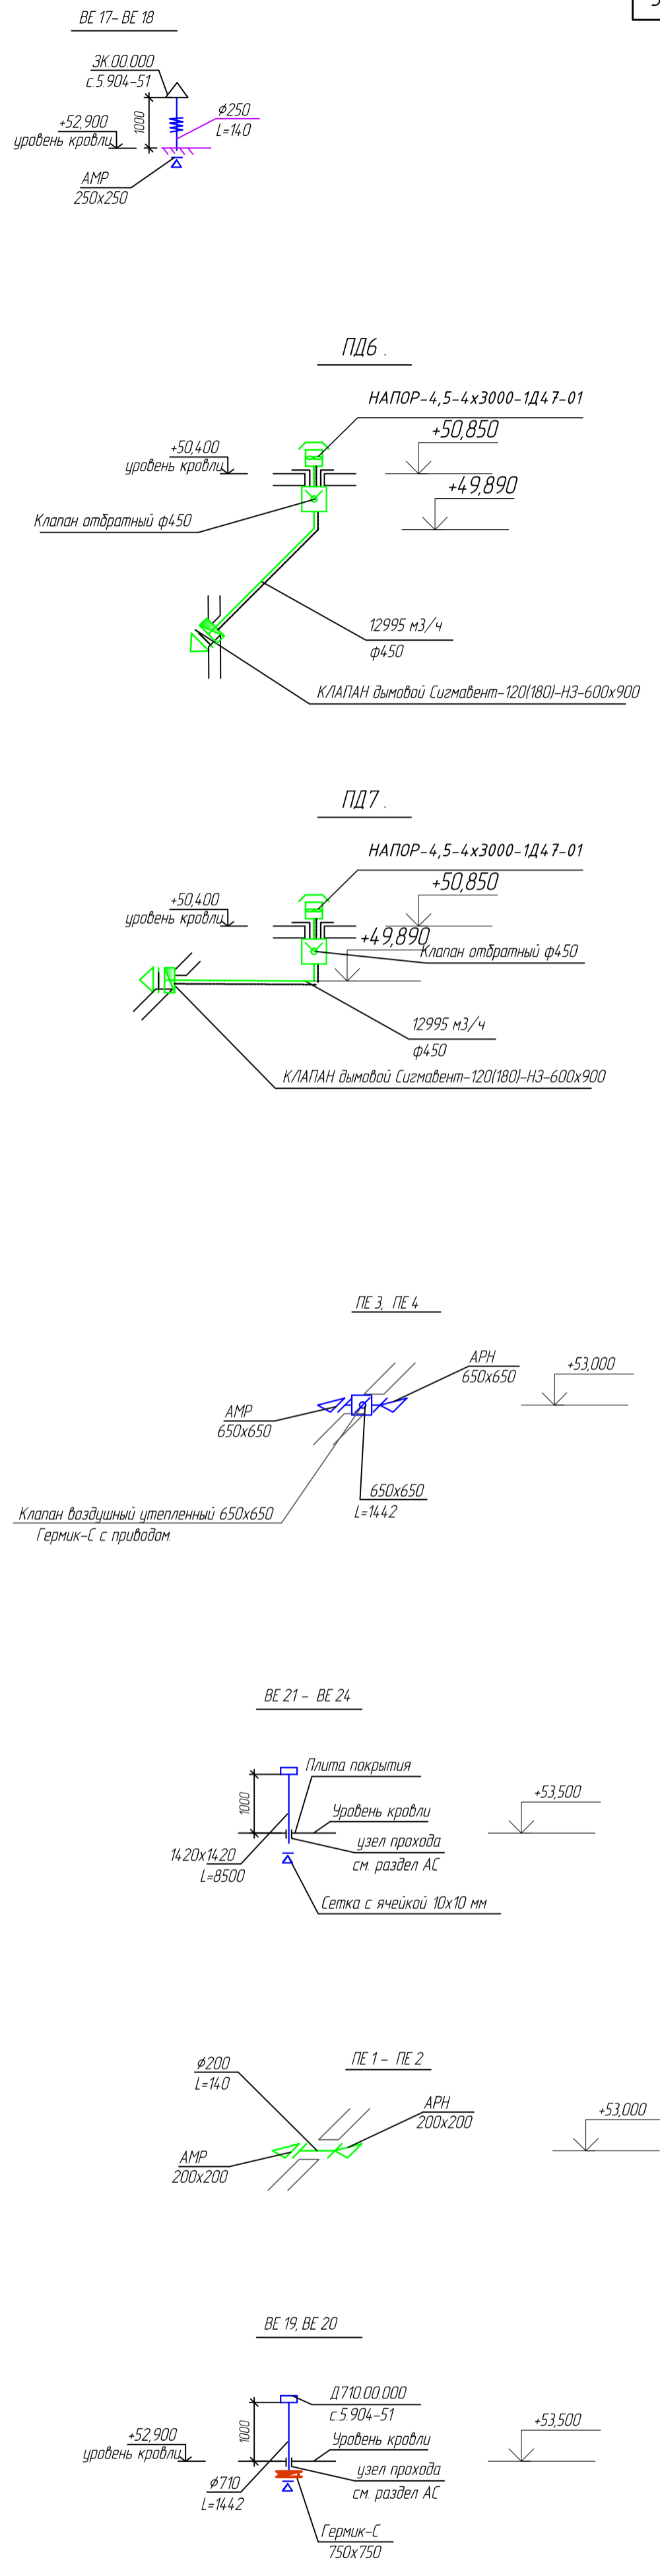 ВЕ 17- ВЕ 18
ЗК.00.000
с.5.904-51
1000
ϕ250
L=140
+52,900
уровень кровли
АМР
250х250
ПД6 .
НАПОР-4,5-4х3000-1Д47-01
+50,850
+50,400
уровень кровли
+49,890
Клапан отбратный ф450
12995 м3/ч
ф450
КЛАПАН дымовой Сигмавент-120(180)-НЗ-600х900
ПД7 .
НАПОР-4,5-4х3000-1Д47-01
+50,850
+50,400
уровень кровли
+49,890
Клапан отбратный ф450
12995 м3/ч
ф450
КЛАПАН дымовой Сигмавент-120(180)-НЗ-600х900
ПЕ 3, ПЕ 4
АРН
650х650
+53,000
АМР
650х650
650х650
L=1442
Клапан воздушный утепленный 650х650
Гермик-С с приводом.
ВЕ 21 - ВЕ 24
Плита покрытия
1000
Уровень кровли
+53,500
узел прохода
см. раздел АС
1420х1420
L=8500
Сетка с ячейкой 10х10 мм
ПЕ 1 - ПЕ 2
ϕ200
L=140
АРН
200х200
+53,000
АМР
200х200
ВЕ 19, ВЕ 20
Д710.00.000
с.5.904-51
1000
+52,900
уровень кровли
Уровень кровли
+53,500
узел прохода
см. раздел АС
ϕ710
L=1442
Гермик-С
750х750